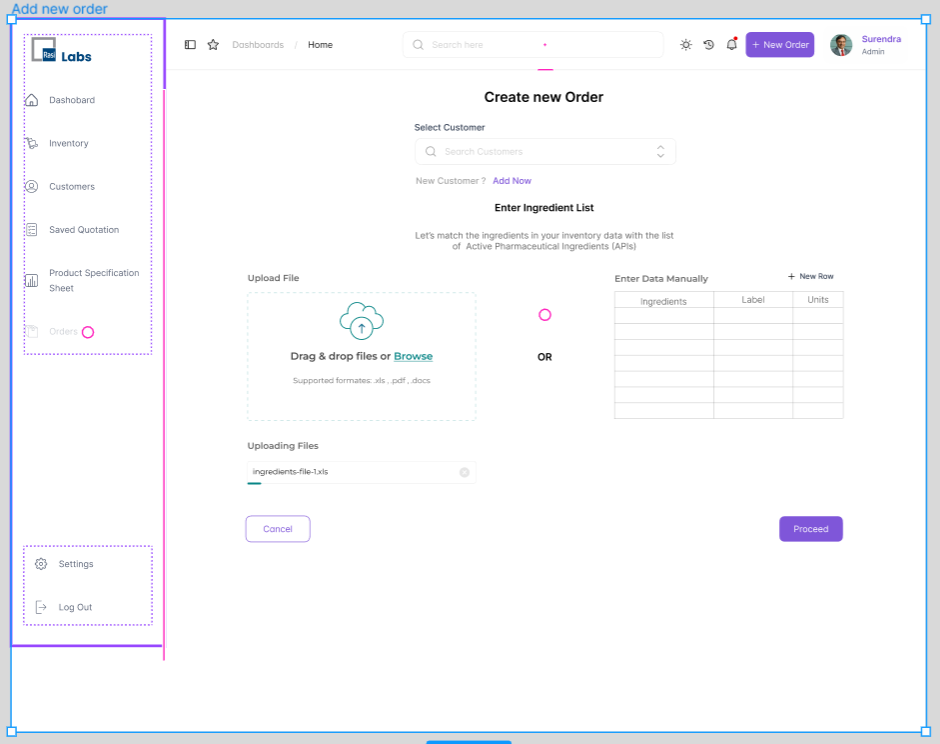 Add new order
Rasi Labs
Dashobard
Inventory
Customers
Saved Quotation
Product Specification
Sheet
Orders
Settings
Log Out
Dashboards / Home
Search here
+ New Order
Surendra
Admin
Create new Order
Select Customer
Search Customers
New Customer ? Add Now
Enter Ingredient List
Let's match the ingredients in your inventory data with the list
of Active Pharmaceutical Ingredients (APIs)
Upload File
Drag & drop files or Browse
Supported formates: .xls , .pdf , .docs
OR
Enter Data Manually
+ New Row
Ingredients Label Units
Uploading Files
ingredients-file-1.xls
Cancel
Proceed